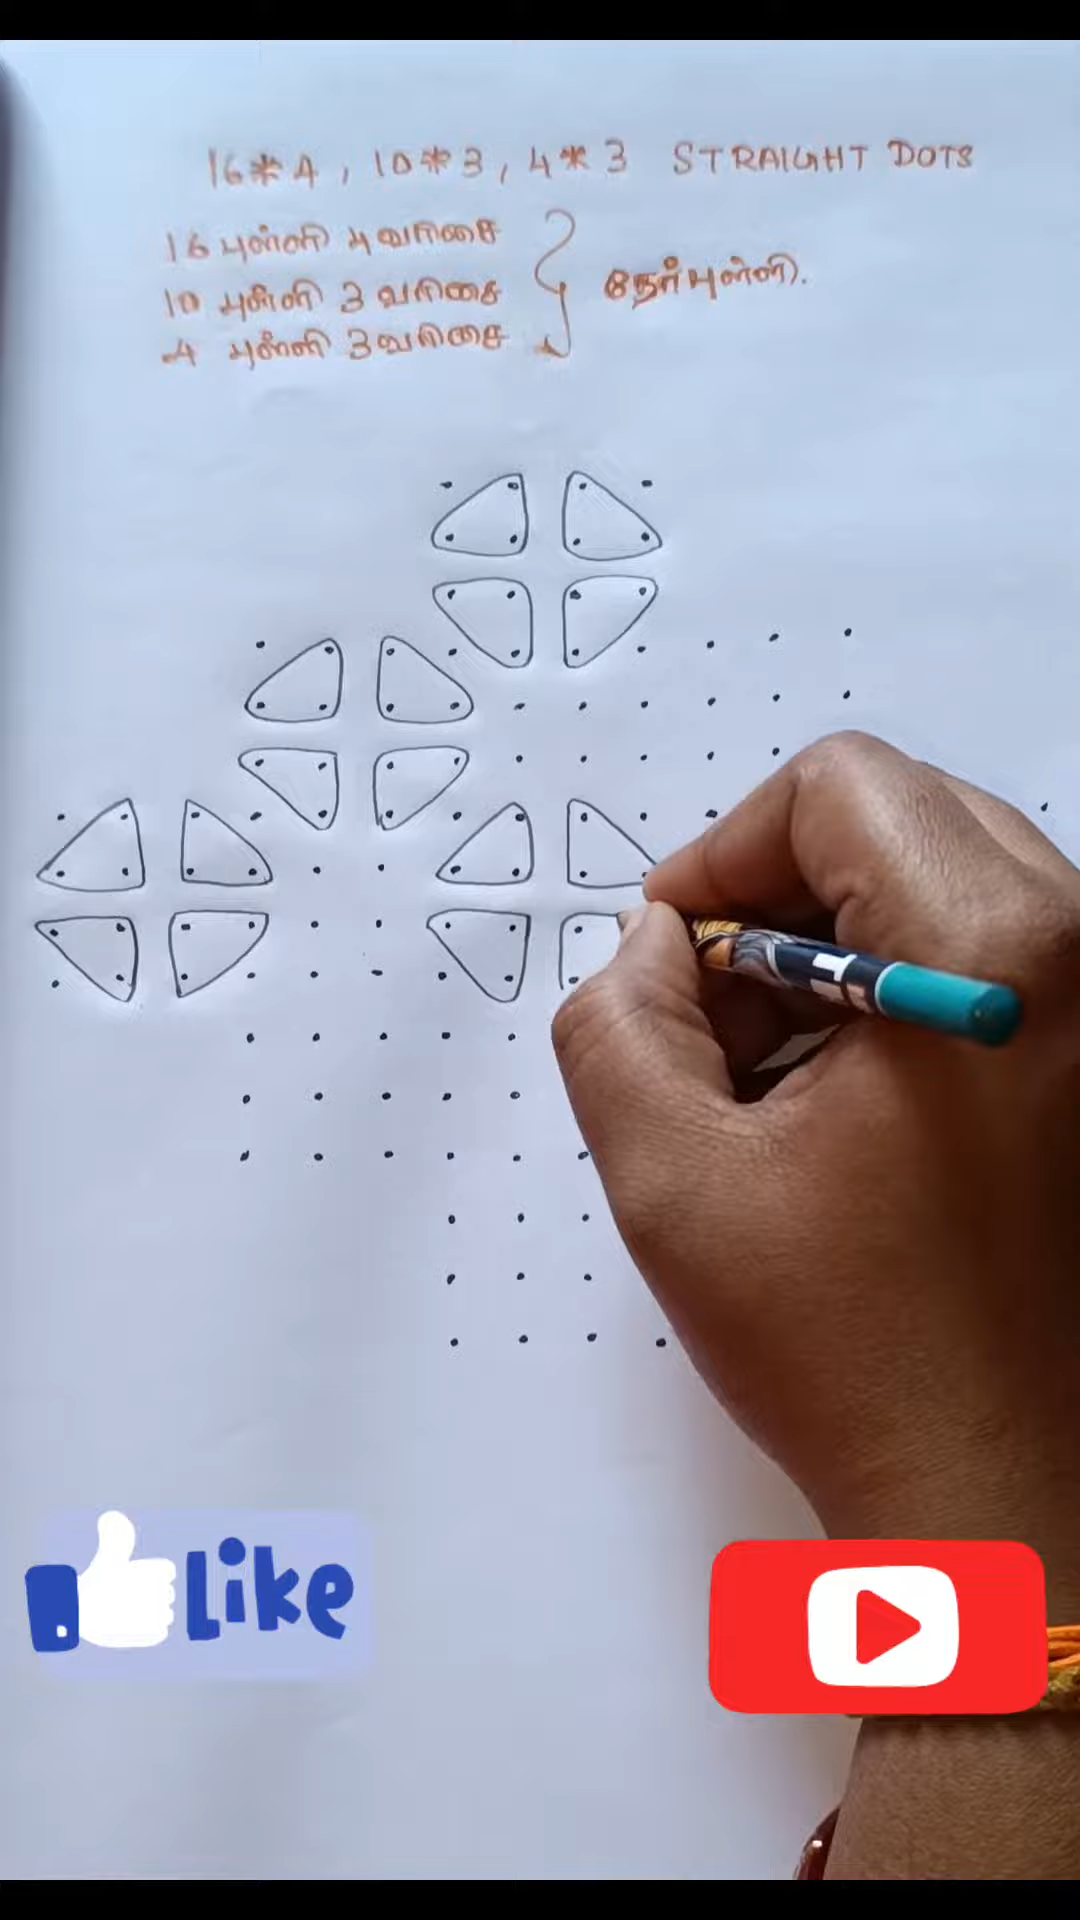 16*4, 10*3, 4*3 STRAIGHT DOTS
16 புள்ளி 4 வரிசை
10 புள்ளி 3 வரிசை
4 புள்ளி 3 வரிசை
நேர்புள்ளி.
Like